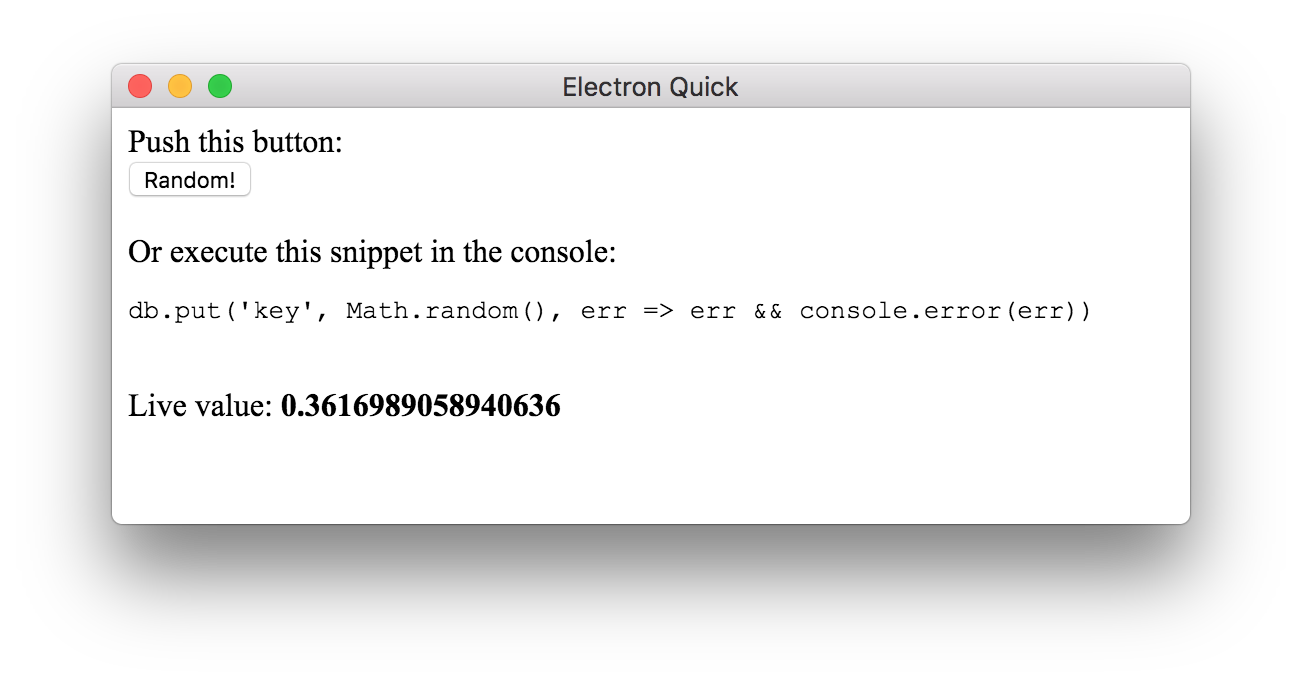 Electron Quick
Push this button:
Random!
Or execute this snippet in the console:
db.put('key', Math.random(), err => err && console.error(err))
Live value: 0.3616989058940636